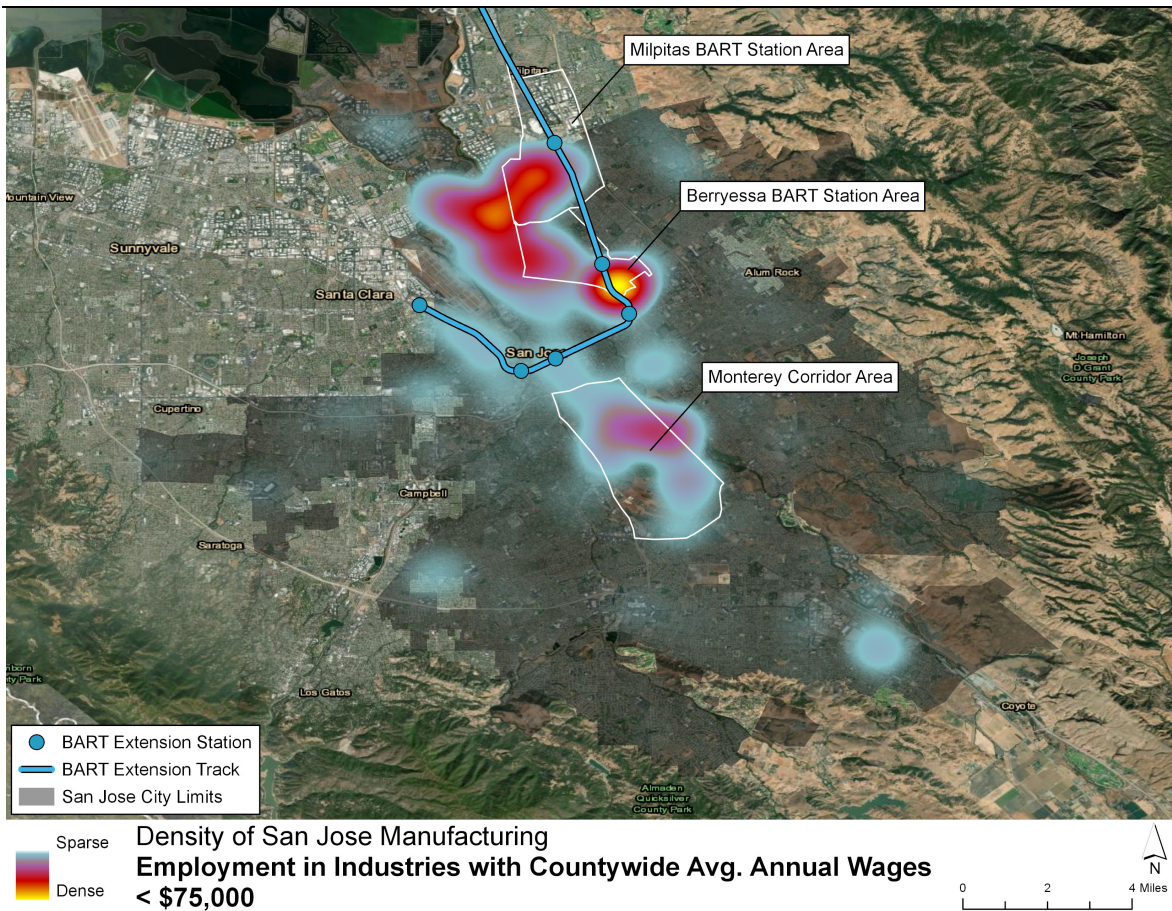 Milpitas BART Station Area
Berryessa BART Station Area
Mountain View
Sunnyvale
Alum Rock
Santa Clara
Mt Hamilton
San Jose
Joseph
D Grant
County Park
Monterey Corridor Area
Cupertino
Campbell
Saratoga
Los Gatos
Coyote
Almaden
Quicksilver
County Park
BART Extension Station
BART Extension Track
San Jose City Limits
Sparse
Dense
Density of San Jose Manufacturing
Employment in Industries with Countywide Avg. Annual Wages
< $75,000
N
0 2 4 Miles